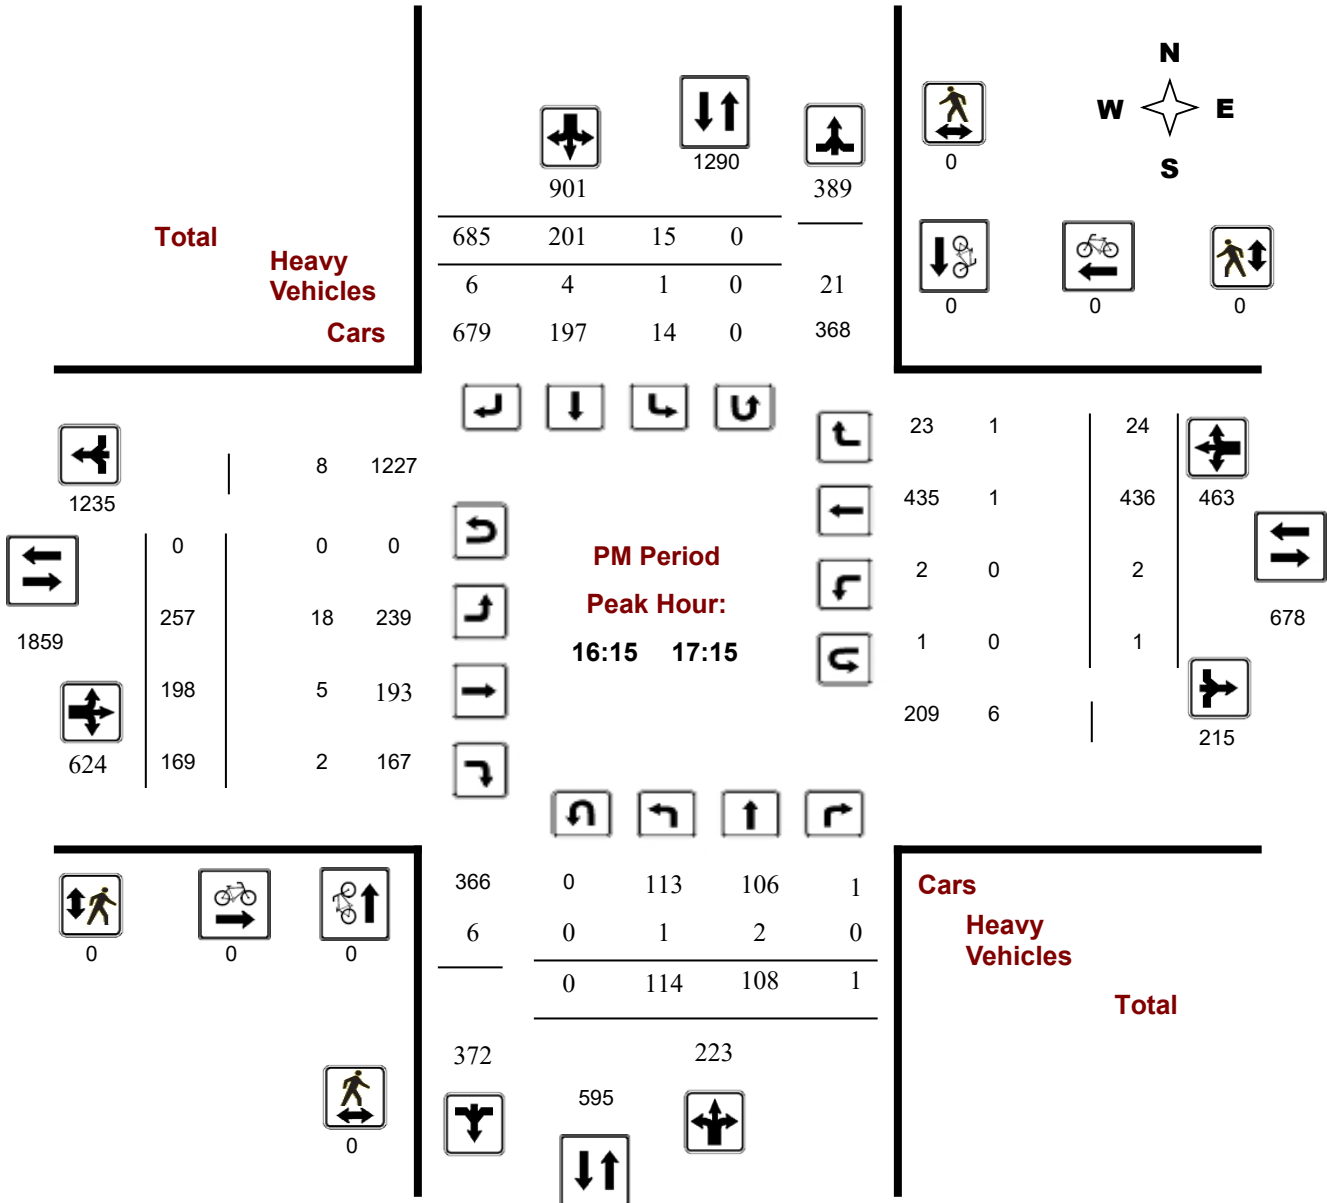 N
W E
S
0
1290
901 389
Total 685 201 15 0
Heavy
Vehicles 6 4 1 0 21
Cars 679 197 14 0 368
0 0 0
23 1 24
8 1227
1235
435 1 436 463
0 0 0
PM Period
2 0 2
Peak Hour:
257 18 239
678
1859
1 0 1
16:15 17:15
198 5 193
209 6
215
624 169 2 167
366 0 113 106 1 Cars
6 0 1 2 0 Heavy
Vehicles
0 0 0
0 114 108 1
Total
372 223
595
0